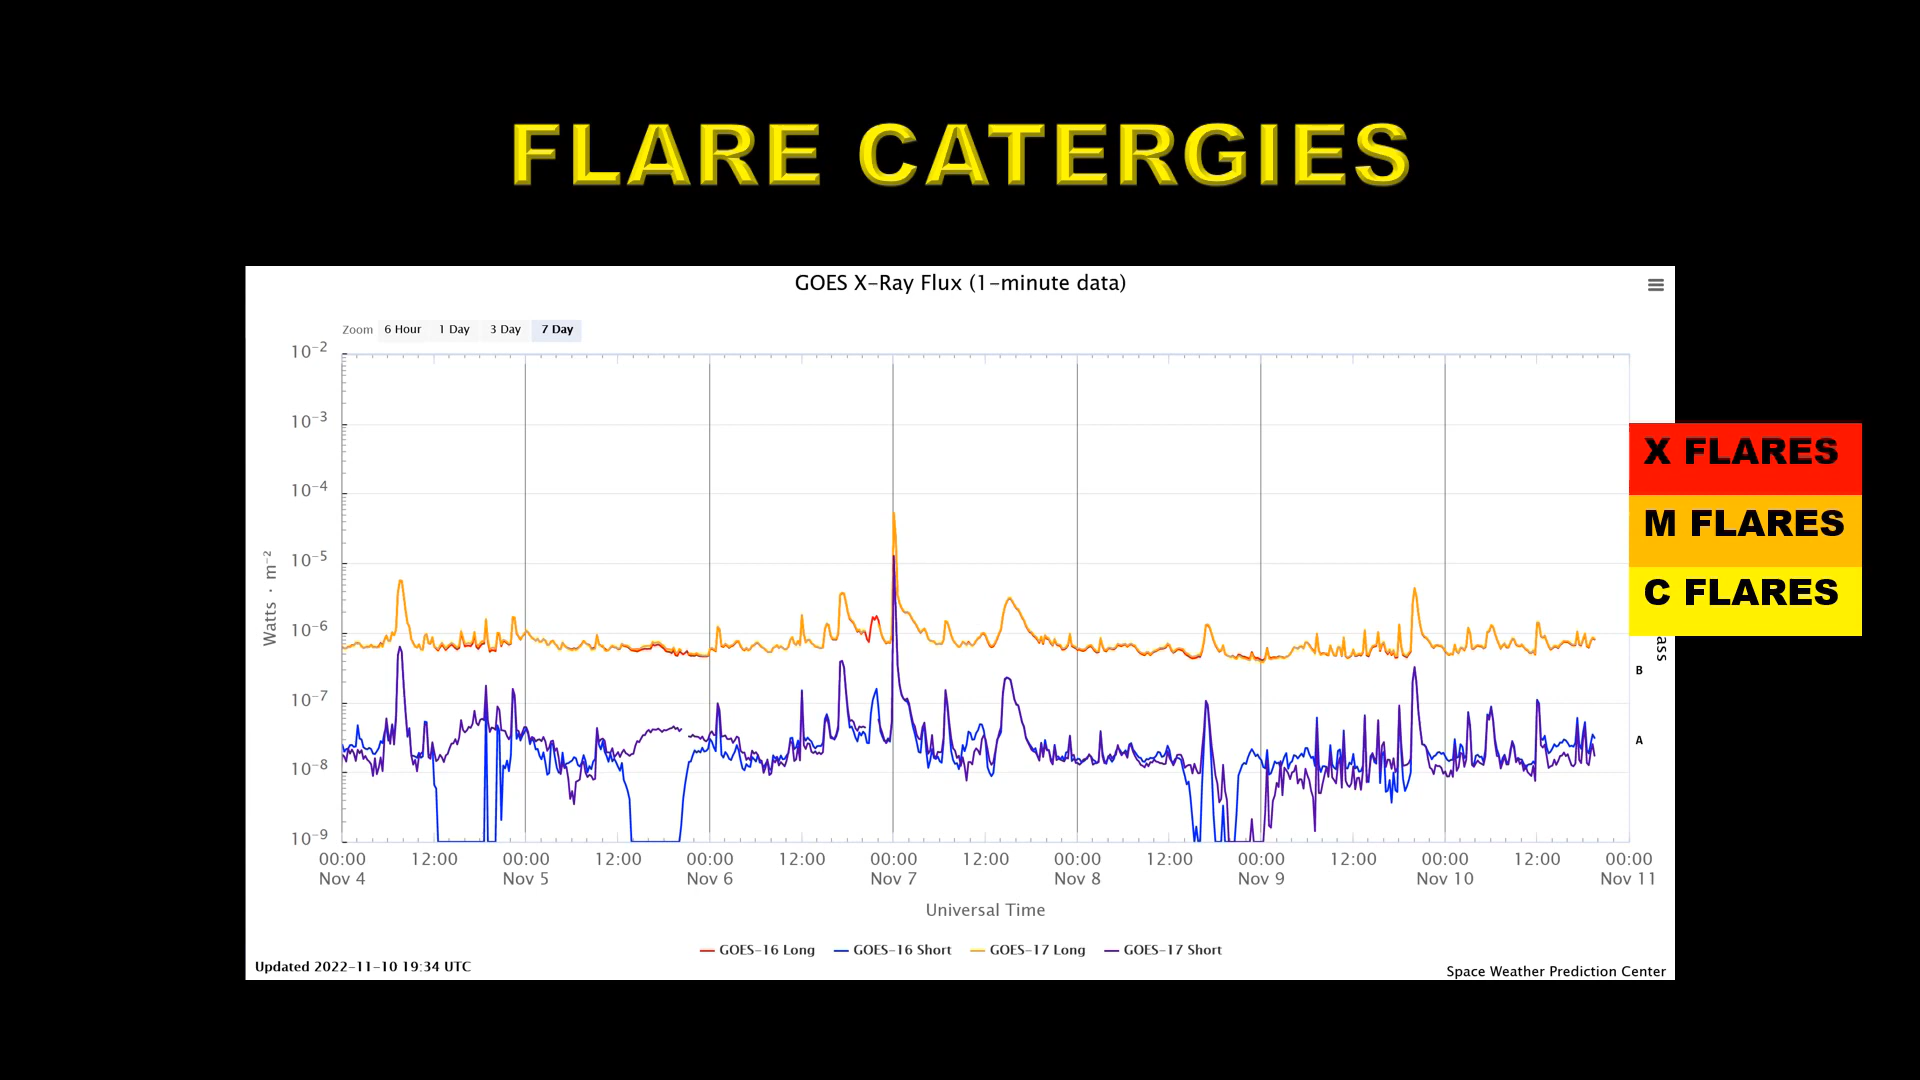 FLARE CATERGIES
GOES X-Ray Flux (1-minute data)
Zoom 6 Hour 1 Day 3 Day 7 Day
10⁻²
10⁻³
10⁻⁴
10⁻⁵
10⁻⁶
10⁻⁷
10⁻⁸
10⁻⁹
Watts · m⁻²
X FLARES
M FLARES
C FLARES
ass
B
A
00:00 12:00 00:00 12:00 00:00 12:00 00:00 12:00 00:00 12:00 00:00 12:00 00:00 12:00 00:00
Nov 4 Nov 5 Nov 6 Nov 7 Nov 8 Nov 9 Nov 10 Nov 11
Universal Time
GOES-16 Long GOES-16 Short GOES-17 Long GOES-17 Short
Updated 2022-11-10 19:34 UTC
Space Weather Prediction Center